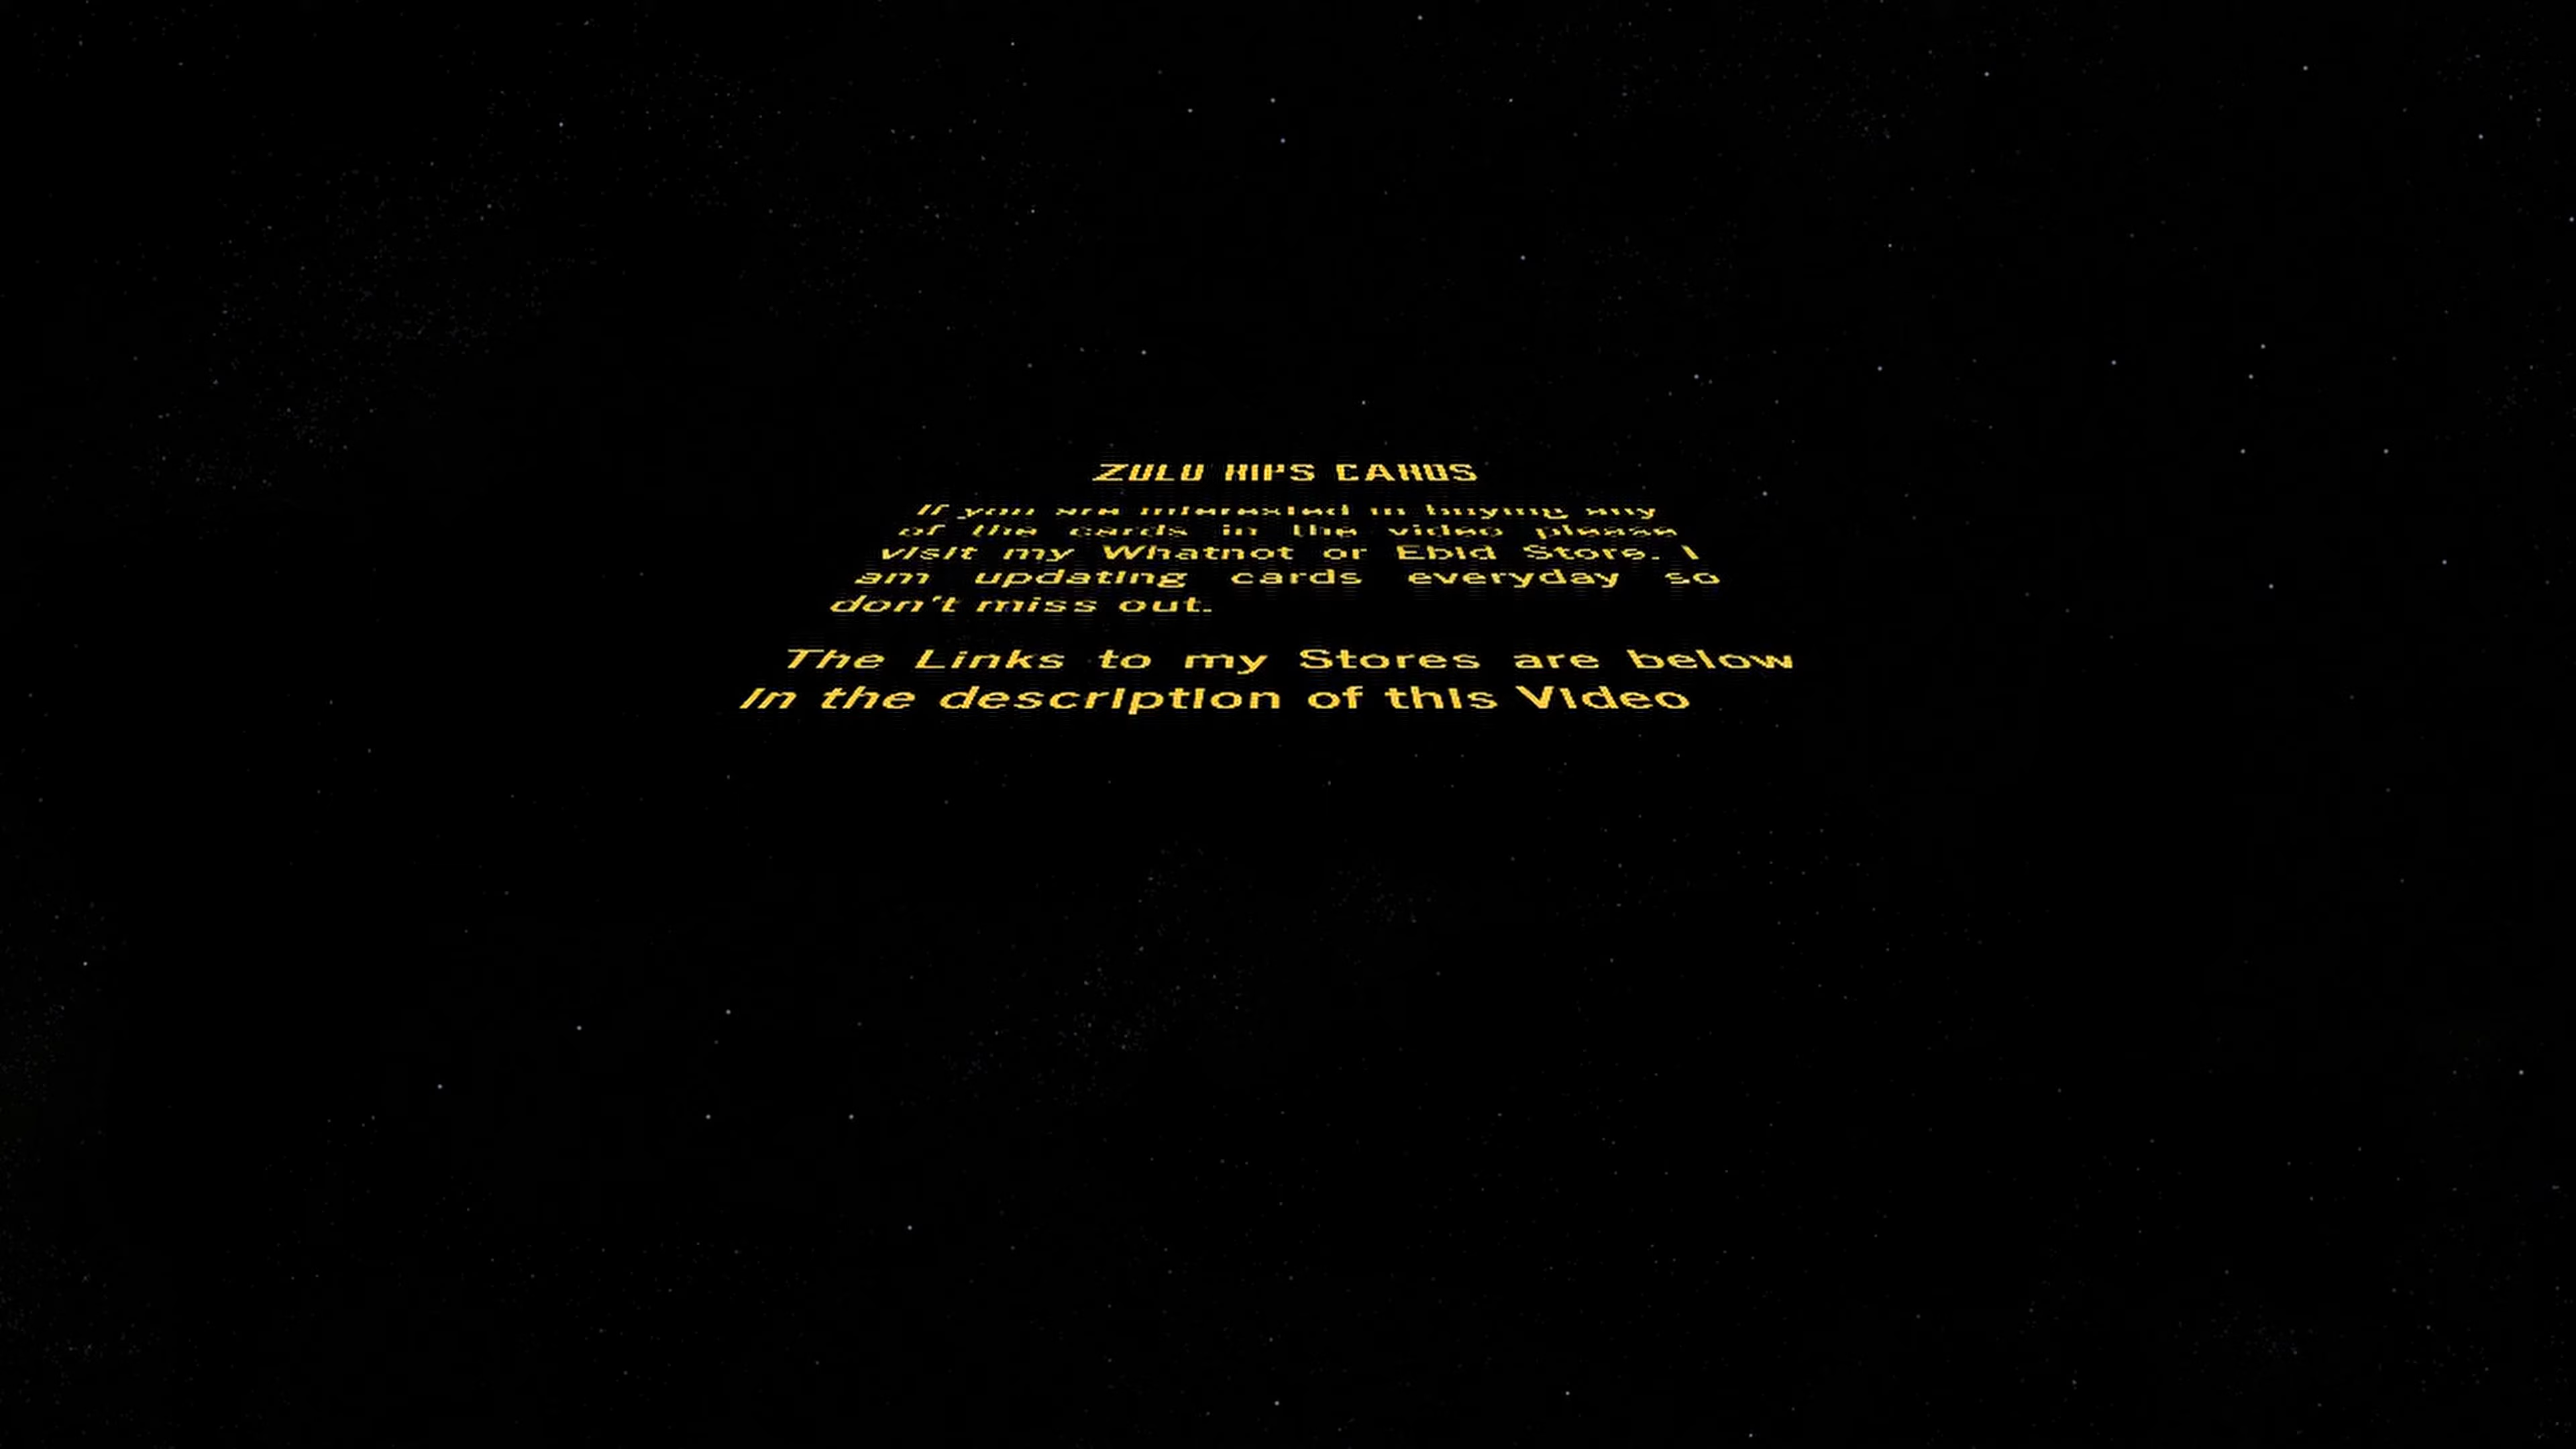 ZULU RIPS CARDS
If you are interested in buying any
of the cards in the video please
visit my Whatnot or Ebid Store. I
am updating cards everyday so
don't miss out.
The Links to my Stores are below
in the description of this Video